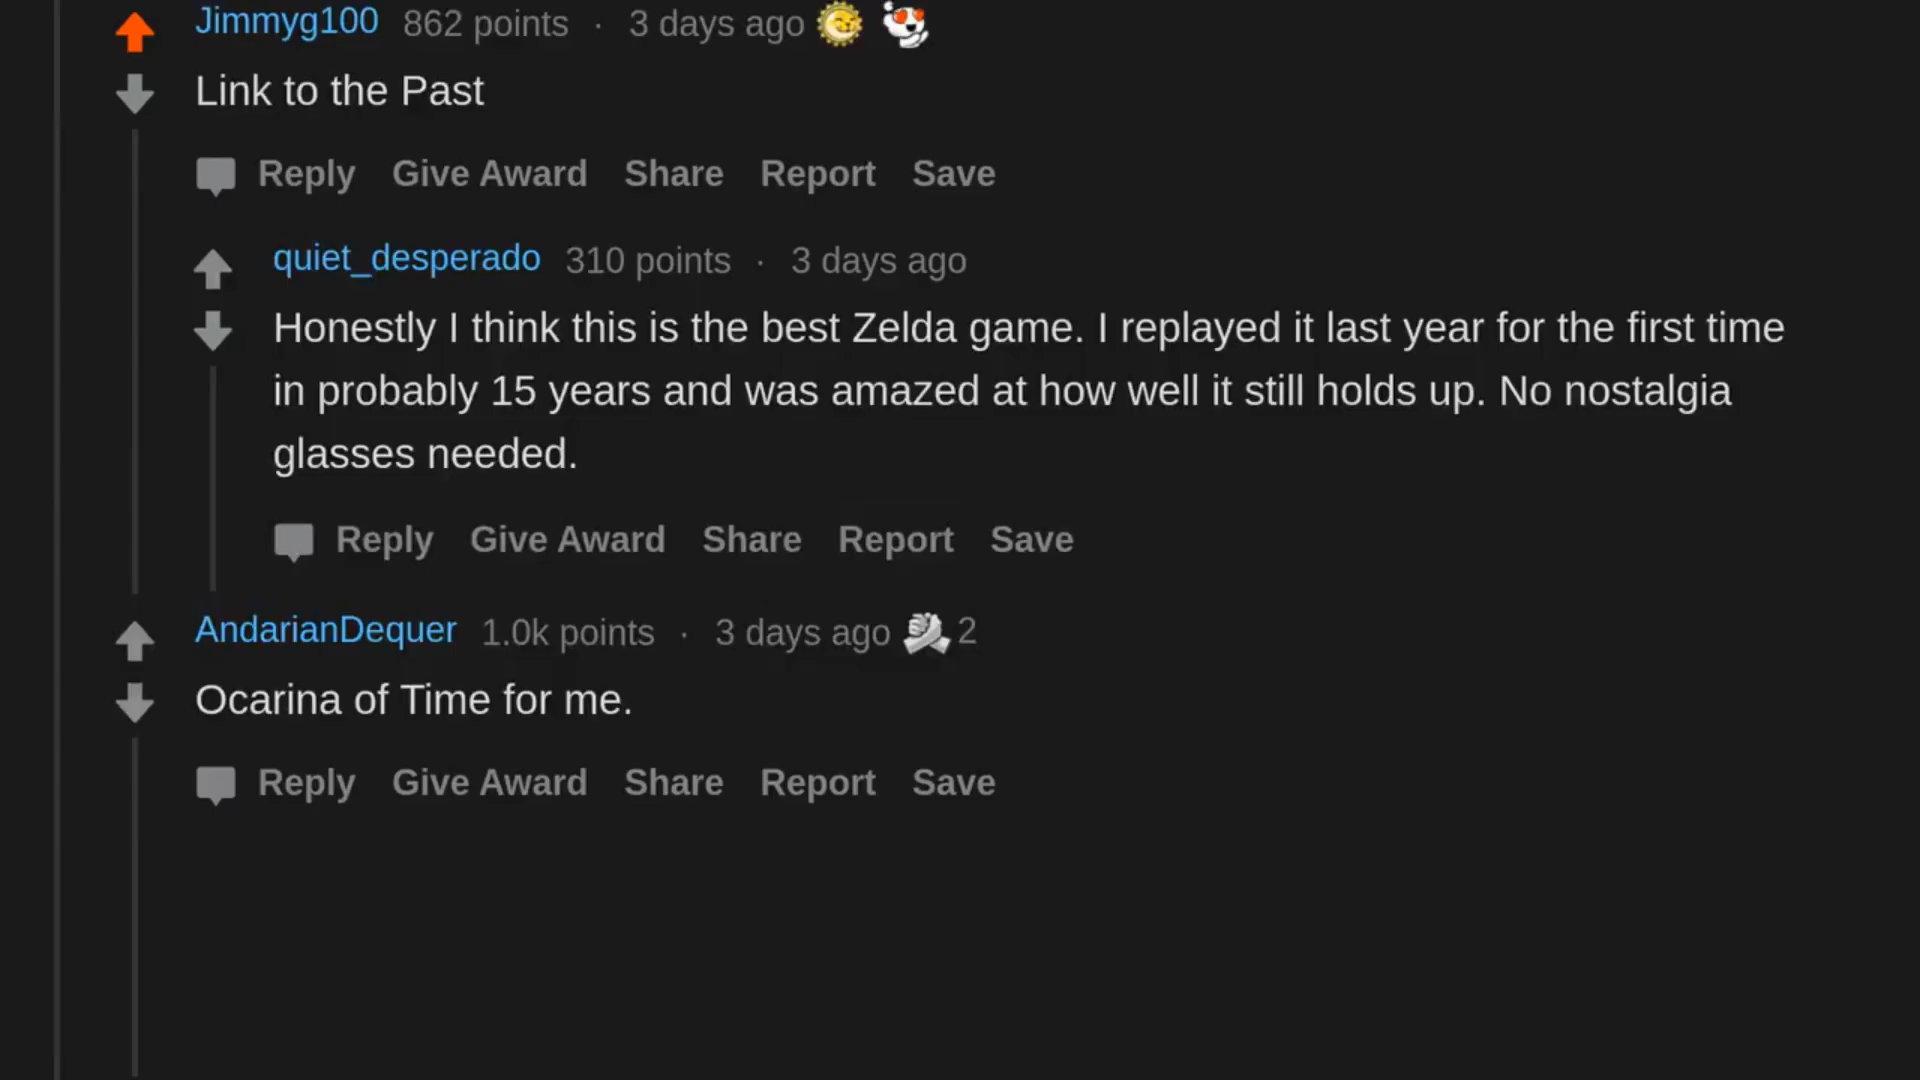 Jimmyg100 862 points · 3 days ago
Link to the Past
Reply Give Award Share Report Save
quiet_desperado 310 points · 3 days ago
Honestly I think this is the best Zelda game. I replayed it last year for the first time
in probably 15 years and was amazed at how well it still holds up. No nostalgia
glasses needed.
Reply Give Award Share Report Save
AndarianDequer 1.0k points · 3 days ago 2
Ocarina of Time for me.
Reply Give Award Share Report Save